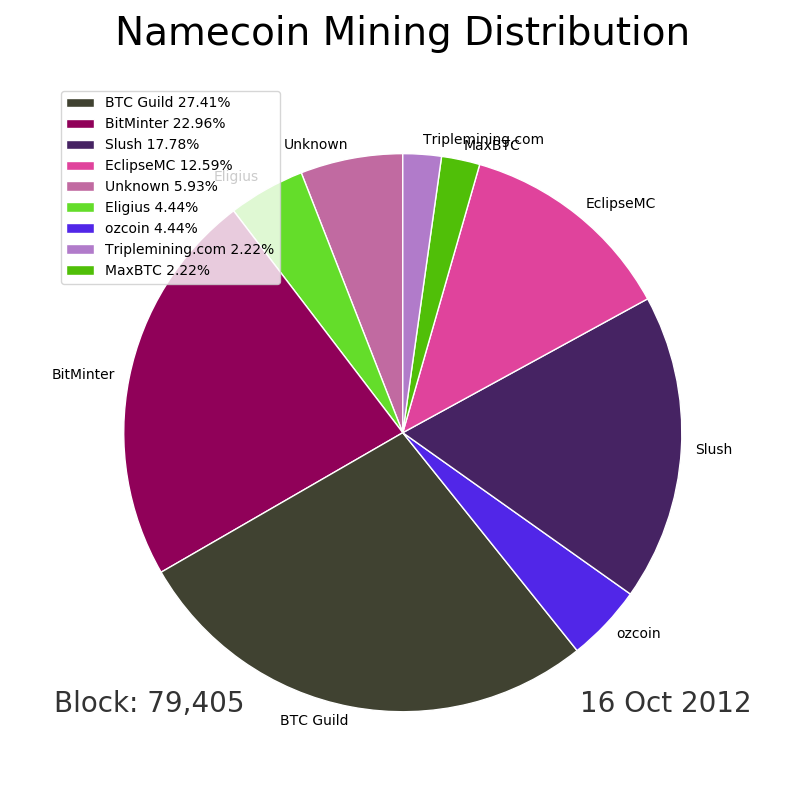 Namecoin Mining Distribution
BTC Guild 27.41%
BitMinter 22.96%
Slush 17.78%
EclipseMC 12.59%
Unknown 5.93%
Eligius 4.44%
ozcoin 4.44%
Triplemining.com 2.22%
MaxBTC 2.22%
Unknown
Triplemining.com
MaxBTC
Eligius
EclipseMC
BitMinter
Slush
ozcoin
BTC Guild
Block: 79,405
16 Oct 2012